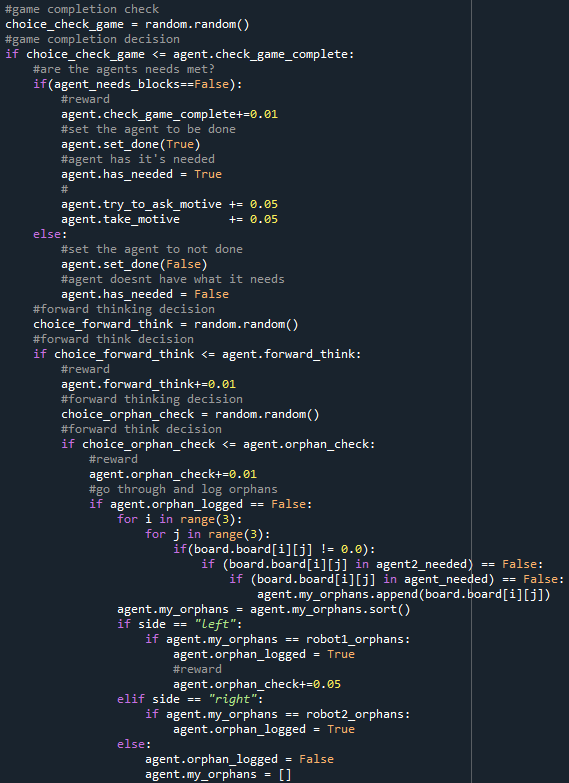 #game completion check
choice_check_game = random.random()
#game completion decision
if choice_check_game <= agent.check_game_complete:
    #are the agents needs met?
    if(agent_needs_blocks==False):
        #reward
        agent.check_game_complete+=0.01
        #set the agent to be done
        agent.set_done(True)
        #agent has it's needed
        agent.has_needed = True
        #
        agent.try_to_ask_motive += 0.05
        agent.take_motive       += 0.05
    else:
        #set the agent to not done
        agent.set_done(False)
        #agent doesnt have what it needs
        agent.has_needed = False
    #forward thinking decision
    choice_forward_think = random.random()
    #forward think decision
    if choice_forward_think <= agent.forward_think:
        #reward
        agent.forward_think+=0.01
        #forward thinking decision
        choice_orphan_check = random.random()
        #forward think decision
        if choice_orphan_check <= agent.orphan_check:
            #reward
            agent.orphan_check+=0.01
            #go through and log orphans
            if agent.orphan_logged == False:
                for i in range(3):
                    for j in range(3):
                        if(board.board[i][j] != 0.0):
                            if (board.board[i][j] in agent2_needed) == False:
                                if (board.board[i][j] in agent_needed) == False:
                                    agent.my_orphans.append(board.board[i][j])
                agent.my_orphans = agent.my_orphans.sort()
                if side == "left":
                    if agent.my_orphans == robot1_orphans:
                        agent.orphan_logged = True
                        #reward
                        agent.orphan_check+=0.05
                elif side == "right":
                    if agent.my_orphans == robot2_orphans:
                        agent.orphan_logged = True
                else:
                    agent.orphan_logged = False
                    agent.my_orphans = []